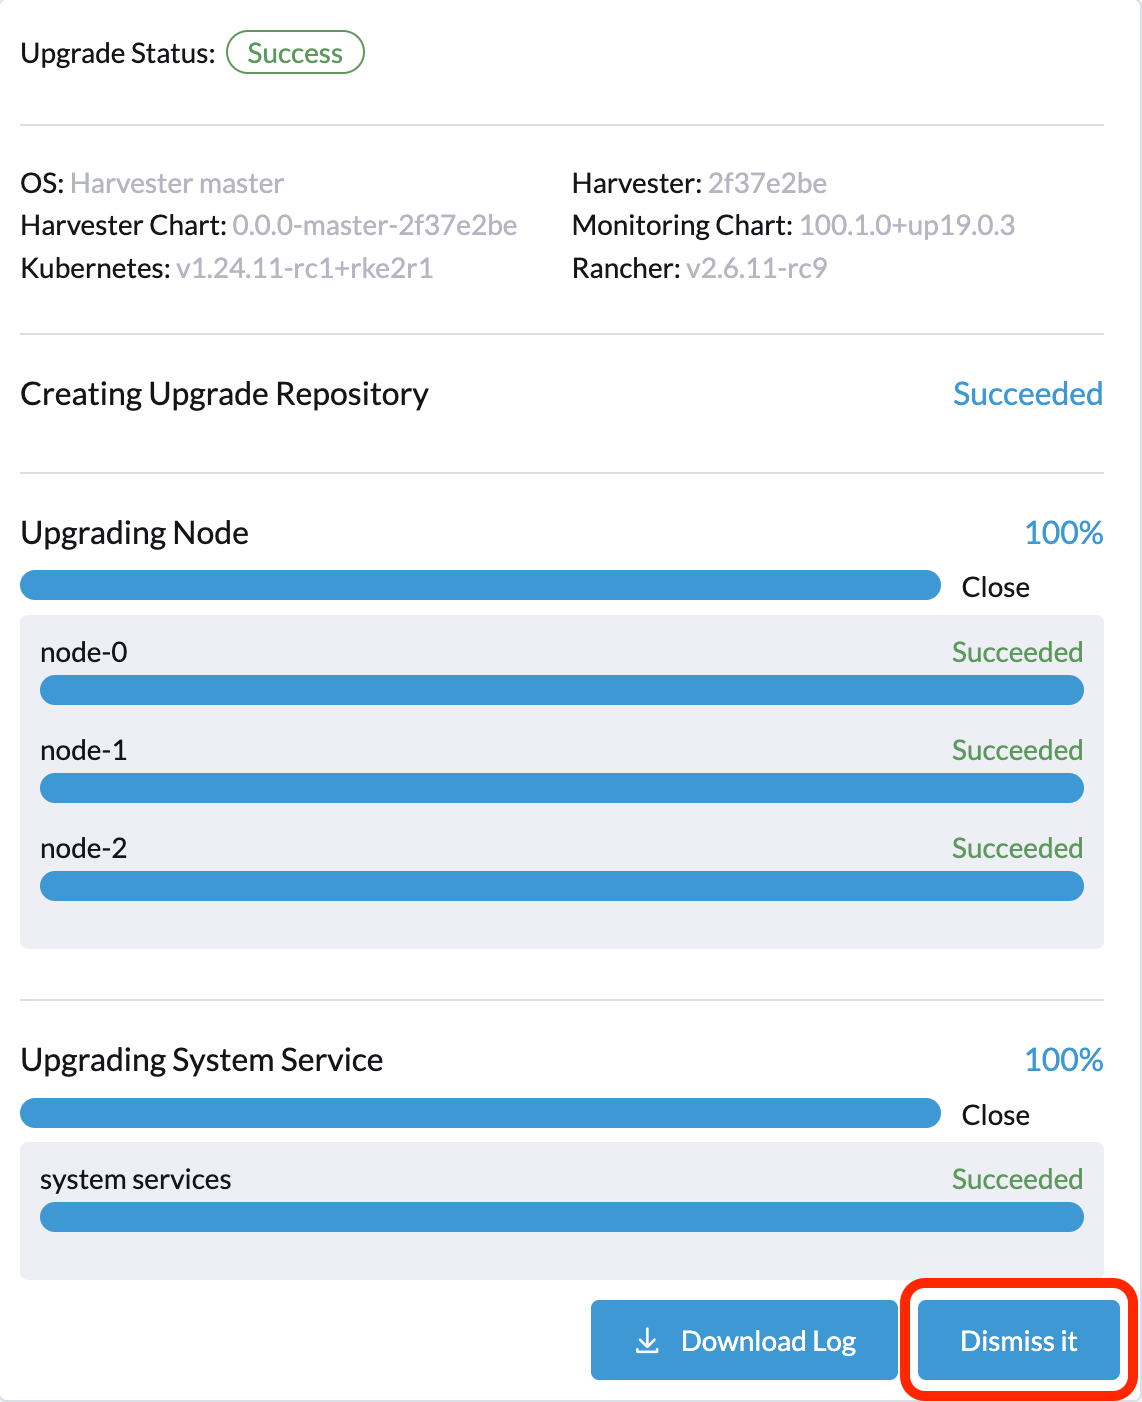 Upgrade Status: Success
OS: Harvester master
Harvester: 2f37e2be
Harvester Chart: 0.0.0-master-2f37e2be
Monitoring Chart: 100.1.0+up19.0.3
Kubernetes: v1.24.11-rc1+rke2r1
Rancher: v2.6.11-rc9
Creating Upgrade Repository
Succeeded
Upgrading Node
100%
Close
node-0
Succeeded
node-1
Succeeded
node-2
Succeeded
Upgrading System Service
100%
Close
system services
Succeeded
Download Log
Dismiss it